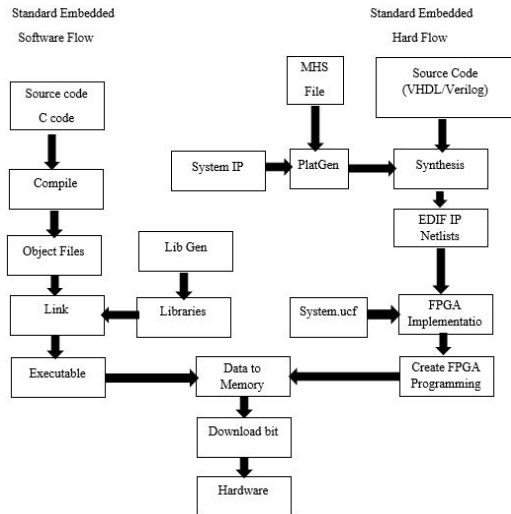 Standard Embedded
Software Flow
Standard Embedded
Hard Flow
MHS
File
Source Code
(VHDL/Verilog)
Source code
C code
System IP
PlatGen
Synthesis
Compile
EDIF IP
Netlists
Object Files
Lib Gen
Link
Libraries
System.ucf
FPGA
Implementatio
Executable
Data to
Memory
Create FPGA
Programming
Download bit
Hardware